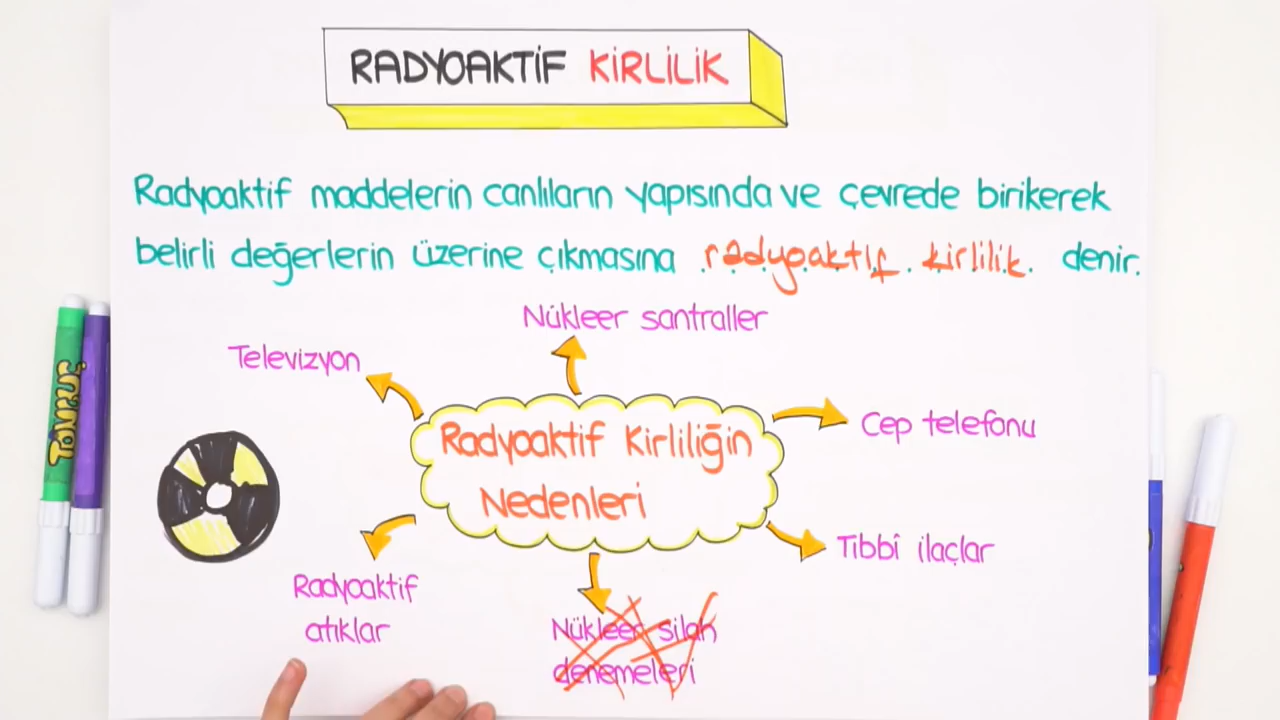 RADYOAKTİF KİRLİLİK
Radyoaktif maddelerin canlıların yapısında ve çevrede birikerek
belirli değerlerin üzerine çıkmasına radyoaktif kirlilik denir.
Nükleer santraller
Televizyon
Cep telefonu
Radyoaktif Kirliliğin
Nedenleri
Tıbbî ilaçlar
Radyoaktif
atıklar
Nükleer silah
denemeleri